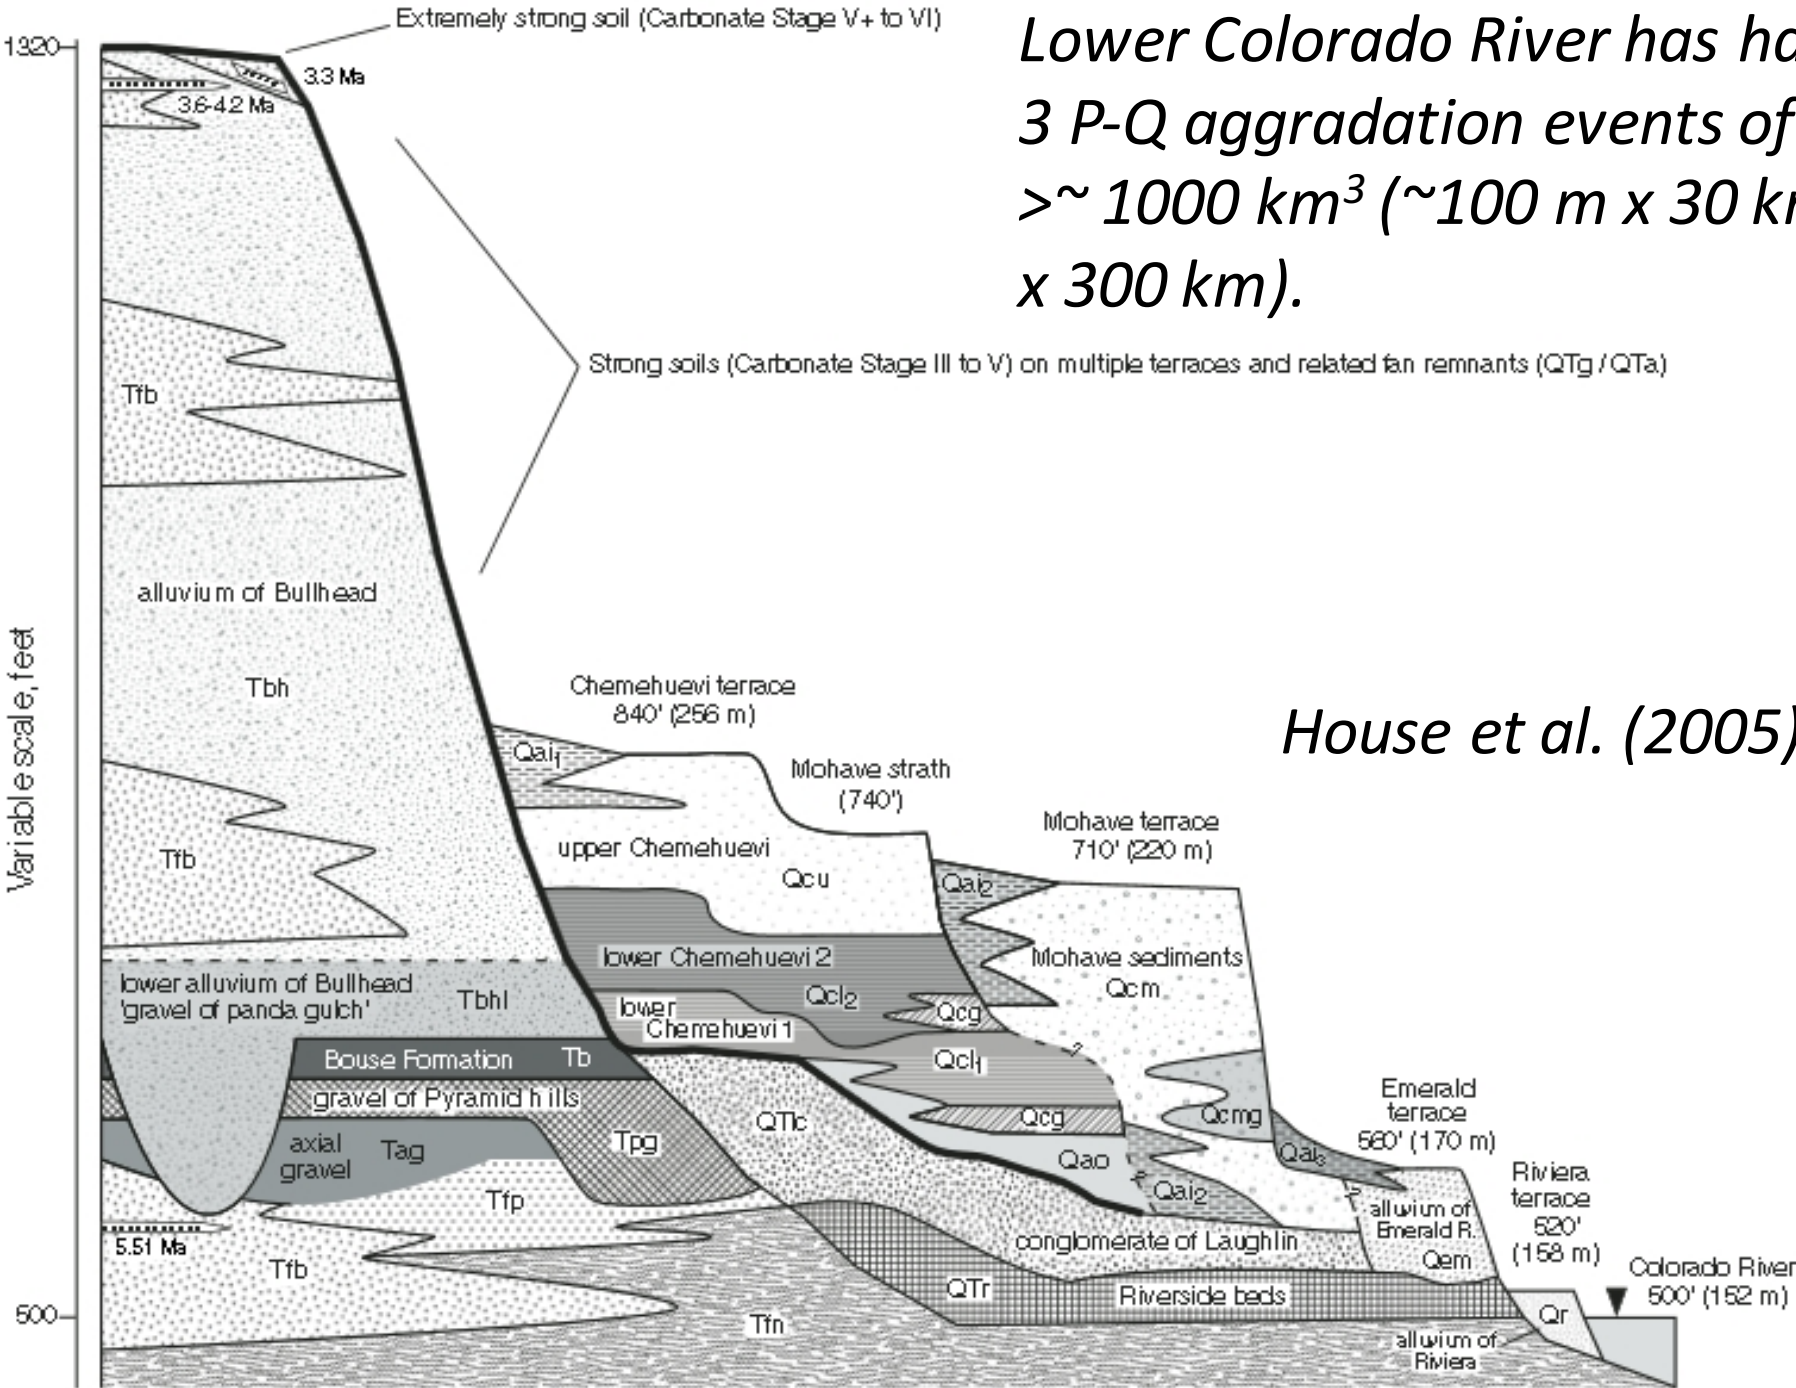 Extremely strong soil (Carbonate Stage V+ to VI)
Lower Colorado River has ha
3 P-Q aggradation events of
>~ 1000 km³ (~100 m x 30 k
x 300 km).
1320
3.3 Ma
3.6-4.2 Ma
Strong soils (Carbonate Stage III to V) on multiple terraces and related fan remnants (QTg / QTa)
Tfb
alluvium of Bullhead
Tbh
Variable scale, feet
House et al. (2005)
Chemehuevi terrace
840' (256 m)
Qai1
Mohave strath
(740')
Mohave terrace
710' (220 m)
upper Chemehuevi
Qcu
Tfb
Qai2
lower Chemehuevi 2
Qcl2
Mohave sediments
Qcm
lower alluvium of Bullhead
'gravel of panda gulch'
Tbhl
lower
Chemehuevi 1
Qcg
Qcl1
?
Bouse Formation
Tb
gravel of Pyramid hills
Qcg
Qcmg
Emerald
terrace
560' (170 m)
QTlc
axial
gravel
Tag
Tpg
Qao
Qai3
Riviera
terrace
520'
(158 m)
Tfp
?
Qai2
?
alluvium of
Emerald R.
Qem
5.51 Ma
Tfb
conglomerate of Laughlin
Colorado River
500' (152 m)
QTr
Riverside beds
500
Tfn
Qr
alluvium of
Riviera